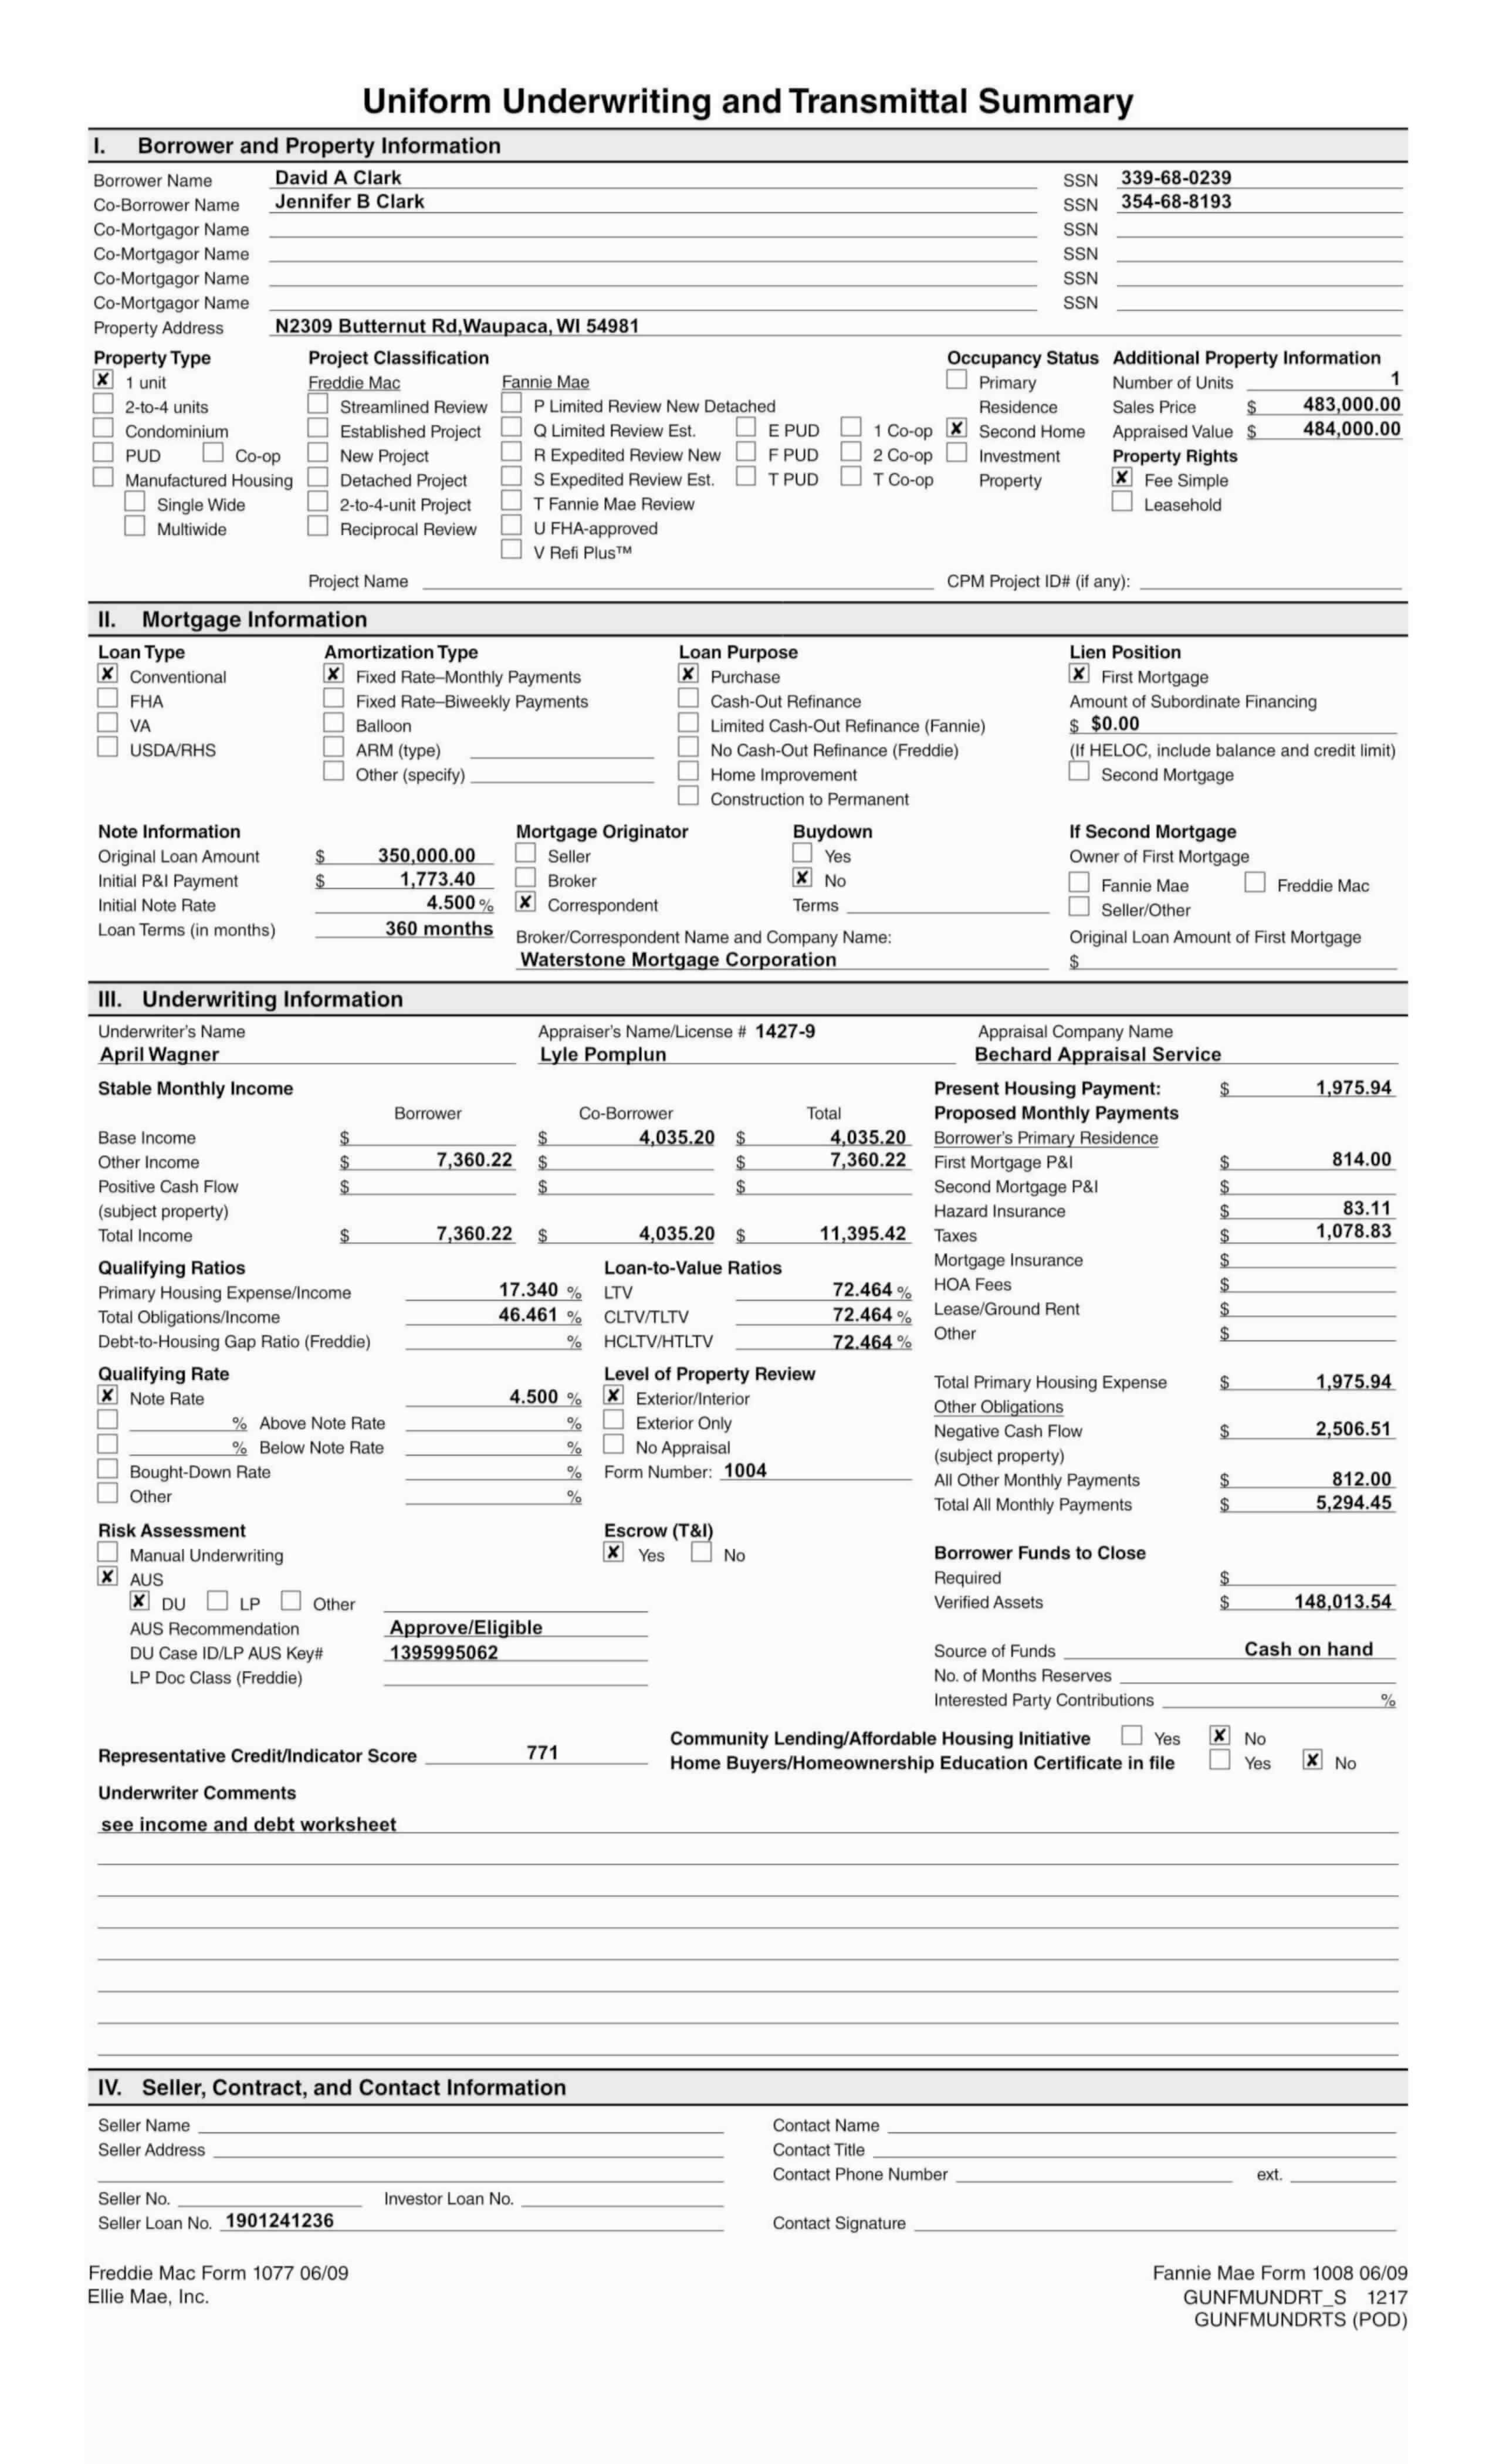 Uniform Underwriting and Transmittal Summary
I. Borrower and Property Information
Borrower Name David A Clark SSN 339-68-0239
Co-Borrower Name Jennifer B Clark SSN 354-68-8193
Co-Mortgagor Name SSN
Co-Mortgagor Name SSN
Co-Mortgagor Name SSN
Co-Mortgagor Name SSN
Property Address N2309 Butternut Rd,Waupaca, WI 54981
Property Type Project Classification Occupancy Status Additional Property Information
✘ 1 unit Freddie Mac Fannie Mae Primary Number of Units 1
2-to-4 units Streamlined Review P Limited Review New Detached Residence Sales Price $ 483,000.00
Condominium Established Project Q Limited Review Est. E PUD 1 Co-op ✘ Second Home Appraised Value $ 484,000.00
PUD Co-op New Project R Expedited Review New F PUD 2 Co-op Investment Property Rights
Manufactured Housing Detached Project S Expedited Review Est. T PUD T Co-op Property ✘ Fee Simple
Single Wide 2-to-4-unit Project T Fannie Mae Review Leasehold
Multiwide Reciprocal Review U FHA-approved
V Refi Plus™
Project Name CPM Project ID# (if any):
II. Mortgage Information
Loan Type Amortization Type Loan Purpose Lien Position
✘ Conventional ✘ Fixed Rate–Monthly Payments ✘ Purchase ✘ First Mortgage
FHA Fixed Rate–Biweekly Payments Cash-Out Refinance Amount of Subordinate Financing
VA Balloon Limited Cash-Out Refinance (Fannie) $ $0.00
USDA/RHS ARM (type) No Cash-Out Refinance (Freddie) (If HELOC, include balance and credit limit)
Other (specify) Home Improvement Second Mortgage
Construction to Permanent
Note Information Mortgage Originator Buydown If Second Mortgage
Original Loan Amount $ 350,000.00 Seller Yes Owner of First Mortgage
Initial P&I Payment $ 1,773.40 Broker ✘ No Fannie Mae Freddie Mac
Initial Note Rate 4.500 % ✘ Correspondent Terms Seller/Other
Loan Terms (in months) 360 months Broker/Correspondent Name and Company Name: Original Loan Amount of First Mortgage
Waterstone Mortgage Corporation $
III. Underwriting Information
Underwriter's Name Appraiser's Name/License # 1427-9 Appraisal Company Name
April Wagner Lyle Pomplun Bechard Appraisal Service
Stable Monthly Income Present Housing Payment: $ 1,975.94
Borrower Co-Borrower Total Proposed Monthly Payments
Base Income $ $ 4,035.20 $ 4,035.20 Borrower's Primary Residence
Other Income $ 7,360.22 $ $ 7,360.22 First Mortgage P&I $ 814.00
Positive Cash Flow $ $ $ Second Mortgage P&I $
(subject property) Hazard Insurance $ 83.11
Total Income $ 7,360.22 $ 4,035.20 $ 11,395.42 Taxes $ 1,078.83
Qualifying Ratios Loan-to-Value Ratios Mortgage Insurance $
Primary Housing Expense/Income 17.340 % LTV 72.464 % HOA Fees $
Total Obligations/Income 46.461 % CLTV/TLTV 72.464 % Lease/Ground Rent $
Debt-to-Housing Gap Ratio (Freddie) % HCLTV/HTLTV 72.464 % Other $
Qualifying Rate Level of Property Review Total Primary Housing Expense $ 1,975.94
✘ Note Rate 4.500 % ✘ Exterior/Interior Other Obligations
% Above Note Rate % Exterior Only Negative Cash Flow $ 2,506.51
% Below Note Rate % No Appraisal (subject property)
Bought-Down Rate % Form Number: 1004 All Other Monthly Payments $ 812.00
Other % Total All Monthly Payments $ 5,294.45
Risk Assessment Escrow (T&I)
Manual Underwriting ✘ Yes No Borrower Funds to Close
✘ AUS Required $
✘ DU LP Other Verified Assets $ 148,013.54
AUS Recommendation Approve/Eligible
DU Case ID/LP AUS Key# 1395995062 Source of Funds Cash on hand
LP Doc Class (Freddie) No. of Months Reserves
Interested Party Contributions %
Community Lending/Affordable Housing Initiative Yes ✘ No
Representative Credit/Indicator Score 771 Home Buyers/Homeownership Education Certificate in file Yes ✘ No
Underwriter Comments
see income and debt worksheet
IV. Seller, Contract, and Contact Information
Seller Name Contact Name
Seller Address Contact Title
Contact Phone Number ext.
Seller No. Investor Loan No.
Seller Loan No. 1901241236 Contact Signature
Freddie Mac Form 1077 06/09 Fannie Mae Form 1008 06/09
Ellie Mae, Inc. GUNFMUNDRT_S 1217
GUNFMUNDRTS (POD)